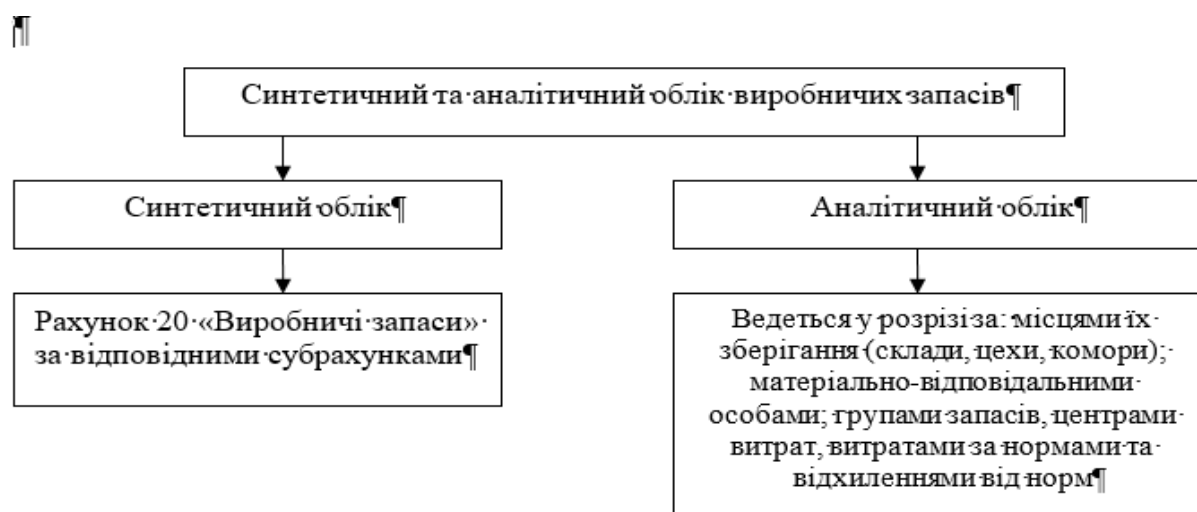 ¶
Синтетичний·та·аналітичний·облік·виробничих·запасів¶
Синтетичний·облік¶
Аналітичний·облік¶
Рахунок·20·«Виробничі·запаси»·
за·відповідними·субрахунками¶
Ведеться·у·розрізі·за:·місцями·їх·
зберігання·(склади,·цехи,·комори);·
матеріально-відповідальними·
особами;·групами·запасів,·центрами·
витрат,·витратами·за·нормами·та·
відхиленнями·від·норм¶